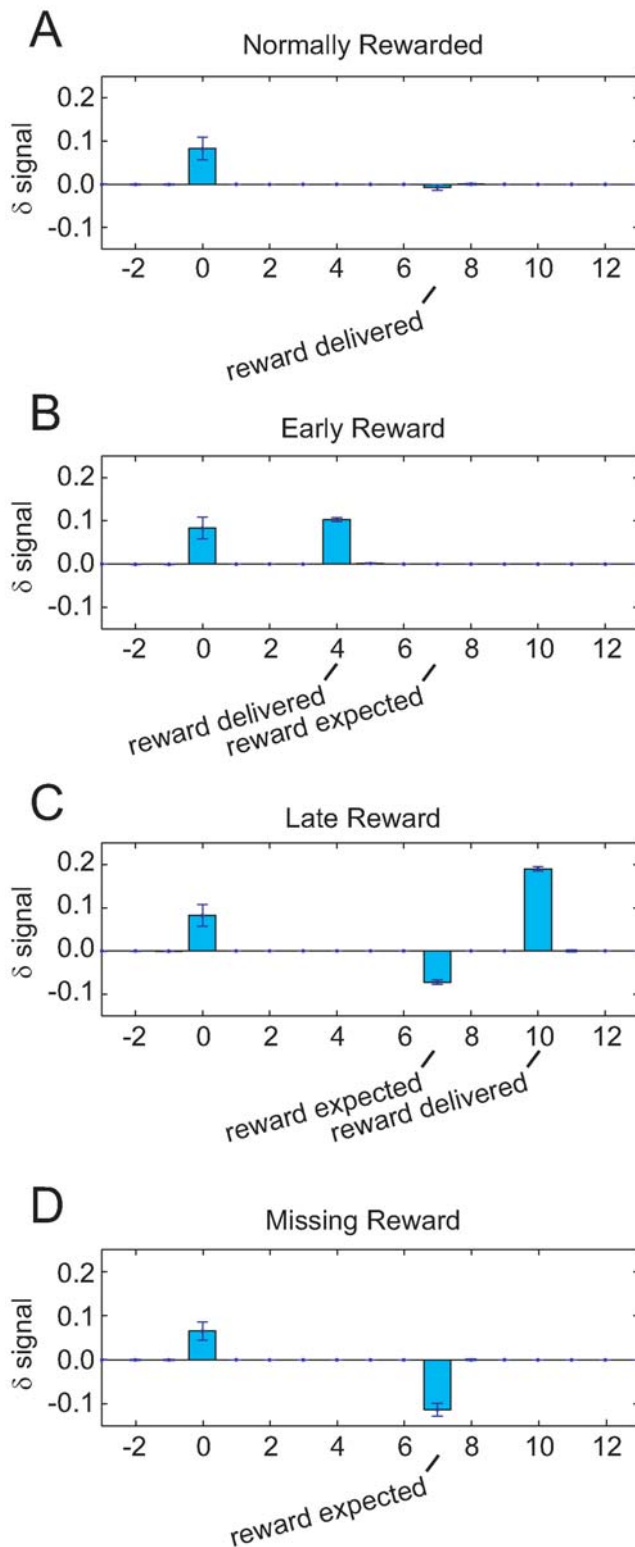 A
Normally Rewarded
0.2
0.1
0.0
-0.1
δ signal
-2 0 2 4 6 8 10 12
reward delivered
B
Early Reward
0.2
0.1
0.0
-0.1
δ signal
-2 0 2 4 6 8 10 12
reward delivered
reward expected
C
Late Reward
0.2
0.1
0.0
-0.1
δ signal
-2 0 2 4 6 8 10 12
reward expected
reward delivered
D
Missing Reward
0.2
0.1
0.0
-0.1
δ signal
-2 0 2 4 6 8 10 12
reward expected